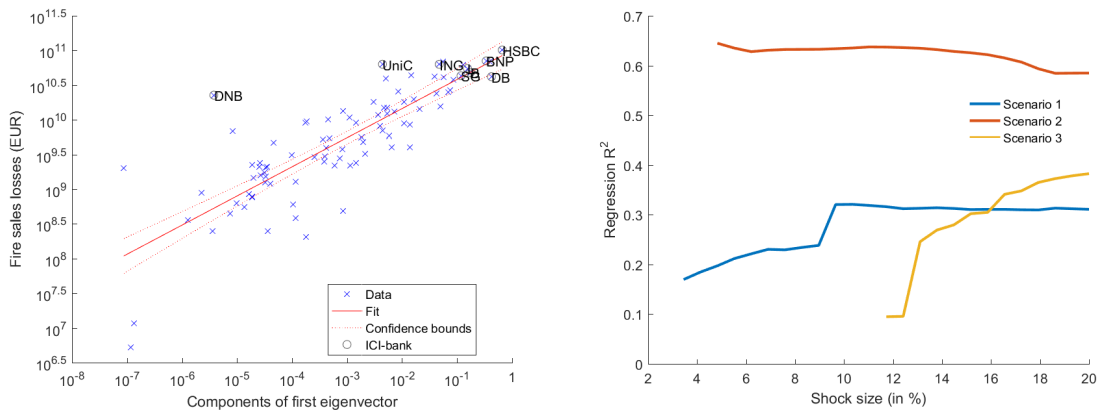 10^11.5
10^11
10^10.5
10^10
10^9.5
10^9
10^8.5
10^8
10^7.5
10^7
10^6.5
Fire sales losses (EUR)
HSBC
BNP
UniC
ING
SG
DB
DNB
Data
Fit
Confidence bounds
ICI-bank
10^-8
10^-7
10^-6
10^-5
10^-4
10^-3
10^-2
10^-1
1
Components of first eigenvector
0.7
0.6
0.5
0.4
0.3
0.2
0.1
0
Regression R^2
Scenario 1
Scenario 2
Scenario 3
2 4 6 8 10 12 14 16 18 20
Shock size (in %)